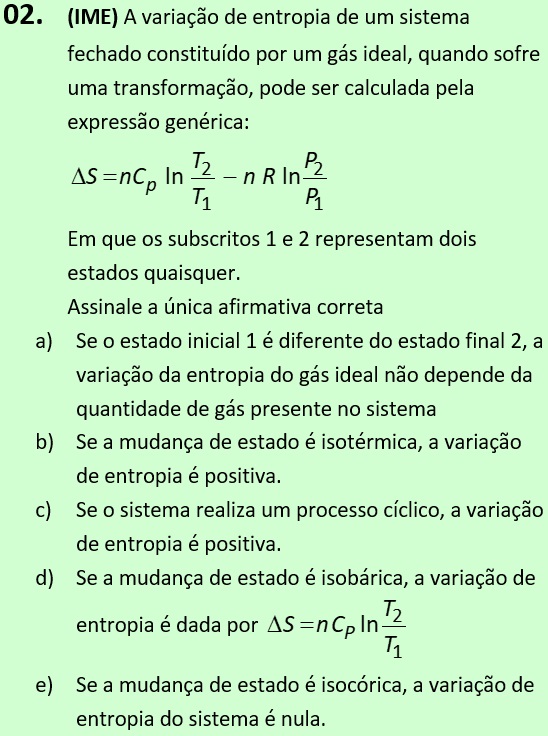 02. (IME) A variação de entropia de um sistema
fechado constituído por um gás ideal, quando sofre
uma transformação, pode ser calculada pela
expressão genérica:
ΔS =nC_p ln T_2/T_1 − n R ln P_2/P_1
Em que os subscritos 1 e 2 representam dois
estados quaisquer.
Assinale a única afirmativa correta
a) Se o estado inicial 1 é diferente do estado final 2, a
variação da entropia do gás ideal não depende da
quantidade de gás presente no sistema
b) Se a mudança de estado é isotérmica, a variação
de entropia é positiva.
c) Se o sistema realiza um processo cíclico, a variação
de entropia é positiva.
d) Se a mudança de estado é isobárica, a variação de
entropia é dada por ΔS =nC_P ln T_2/T_1
e) Se a mudança de estado é isocórica, a variação de
entropia do sistema é nula.